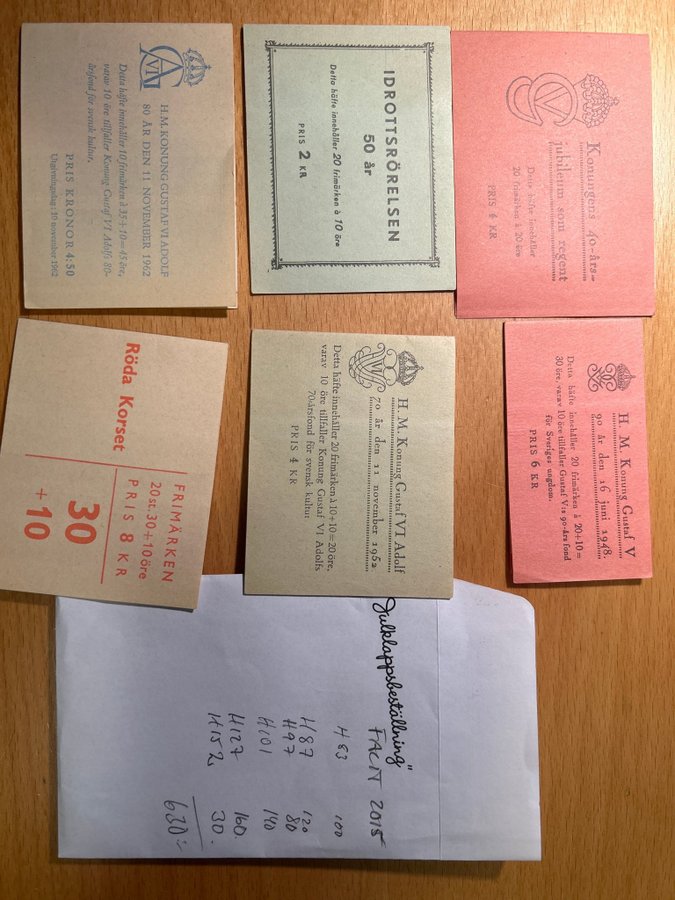 H.M. KONUNG GUSTAF VI ADOLF
80 ÅR DEN 11 NOVEMBER 1962
Detta häfte innehåller 10 frimärken à 35+10=45 öre,
varav 10 öre tillfaller Konung Gustaf VI Adolfs 80-
årsfond för svensk kultur.
PRIS KRONOR 4:50
Utgivningsdag: 10 november 1962
IDROTTSRÖRELSEN
50 år
Detta häfte innehåller 20 frimärken à 10 öre
PRIS 2 KR
Konungens 40-års-
jubileum som regent
Detta häfte innehåller
20 frimärken à 20 öre
PRIS 4 KR
FRIMÄRKEN
20 st. 30+10 öre
PRIS 8 KR
Röda Korset
30
+10
H. M. Konung Gustaf VI Adolf
70 år den 11 november 1952.
Detta häfte innehåller 20 frimärken à 10+10=20 öre,
varav 10 öre tillfaller Konung Gustaf VI Adolfs
70-årsfond för svensk kultur.
PRIS 4 KR
H. M. Konung Gustaf V
90 år den 16 juni 1948.
Detta häfte innehåller 20 frimärken à 20+10=
30 öre, varav 10 öre tillfaller Gustaf V:s 90-års fond
för Sveriges ungdom.
PRIS 6 KR
Julklappsbeställning"
FACIT 2015
H83 100
H87 120
H97 80
H101 140
H127 160.
H152 30.
630:-